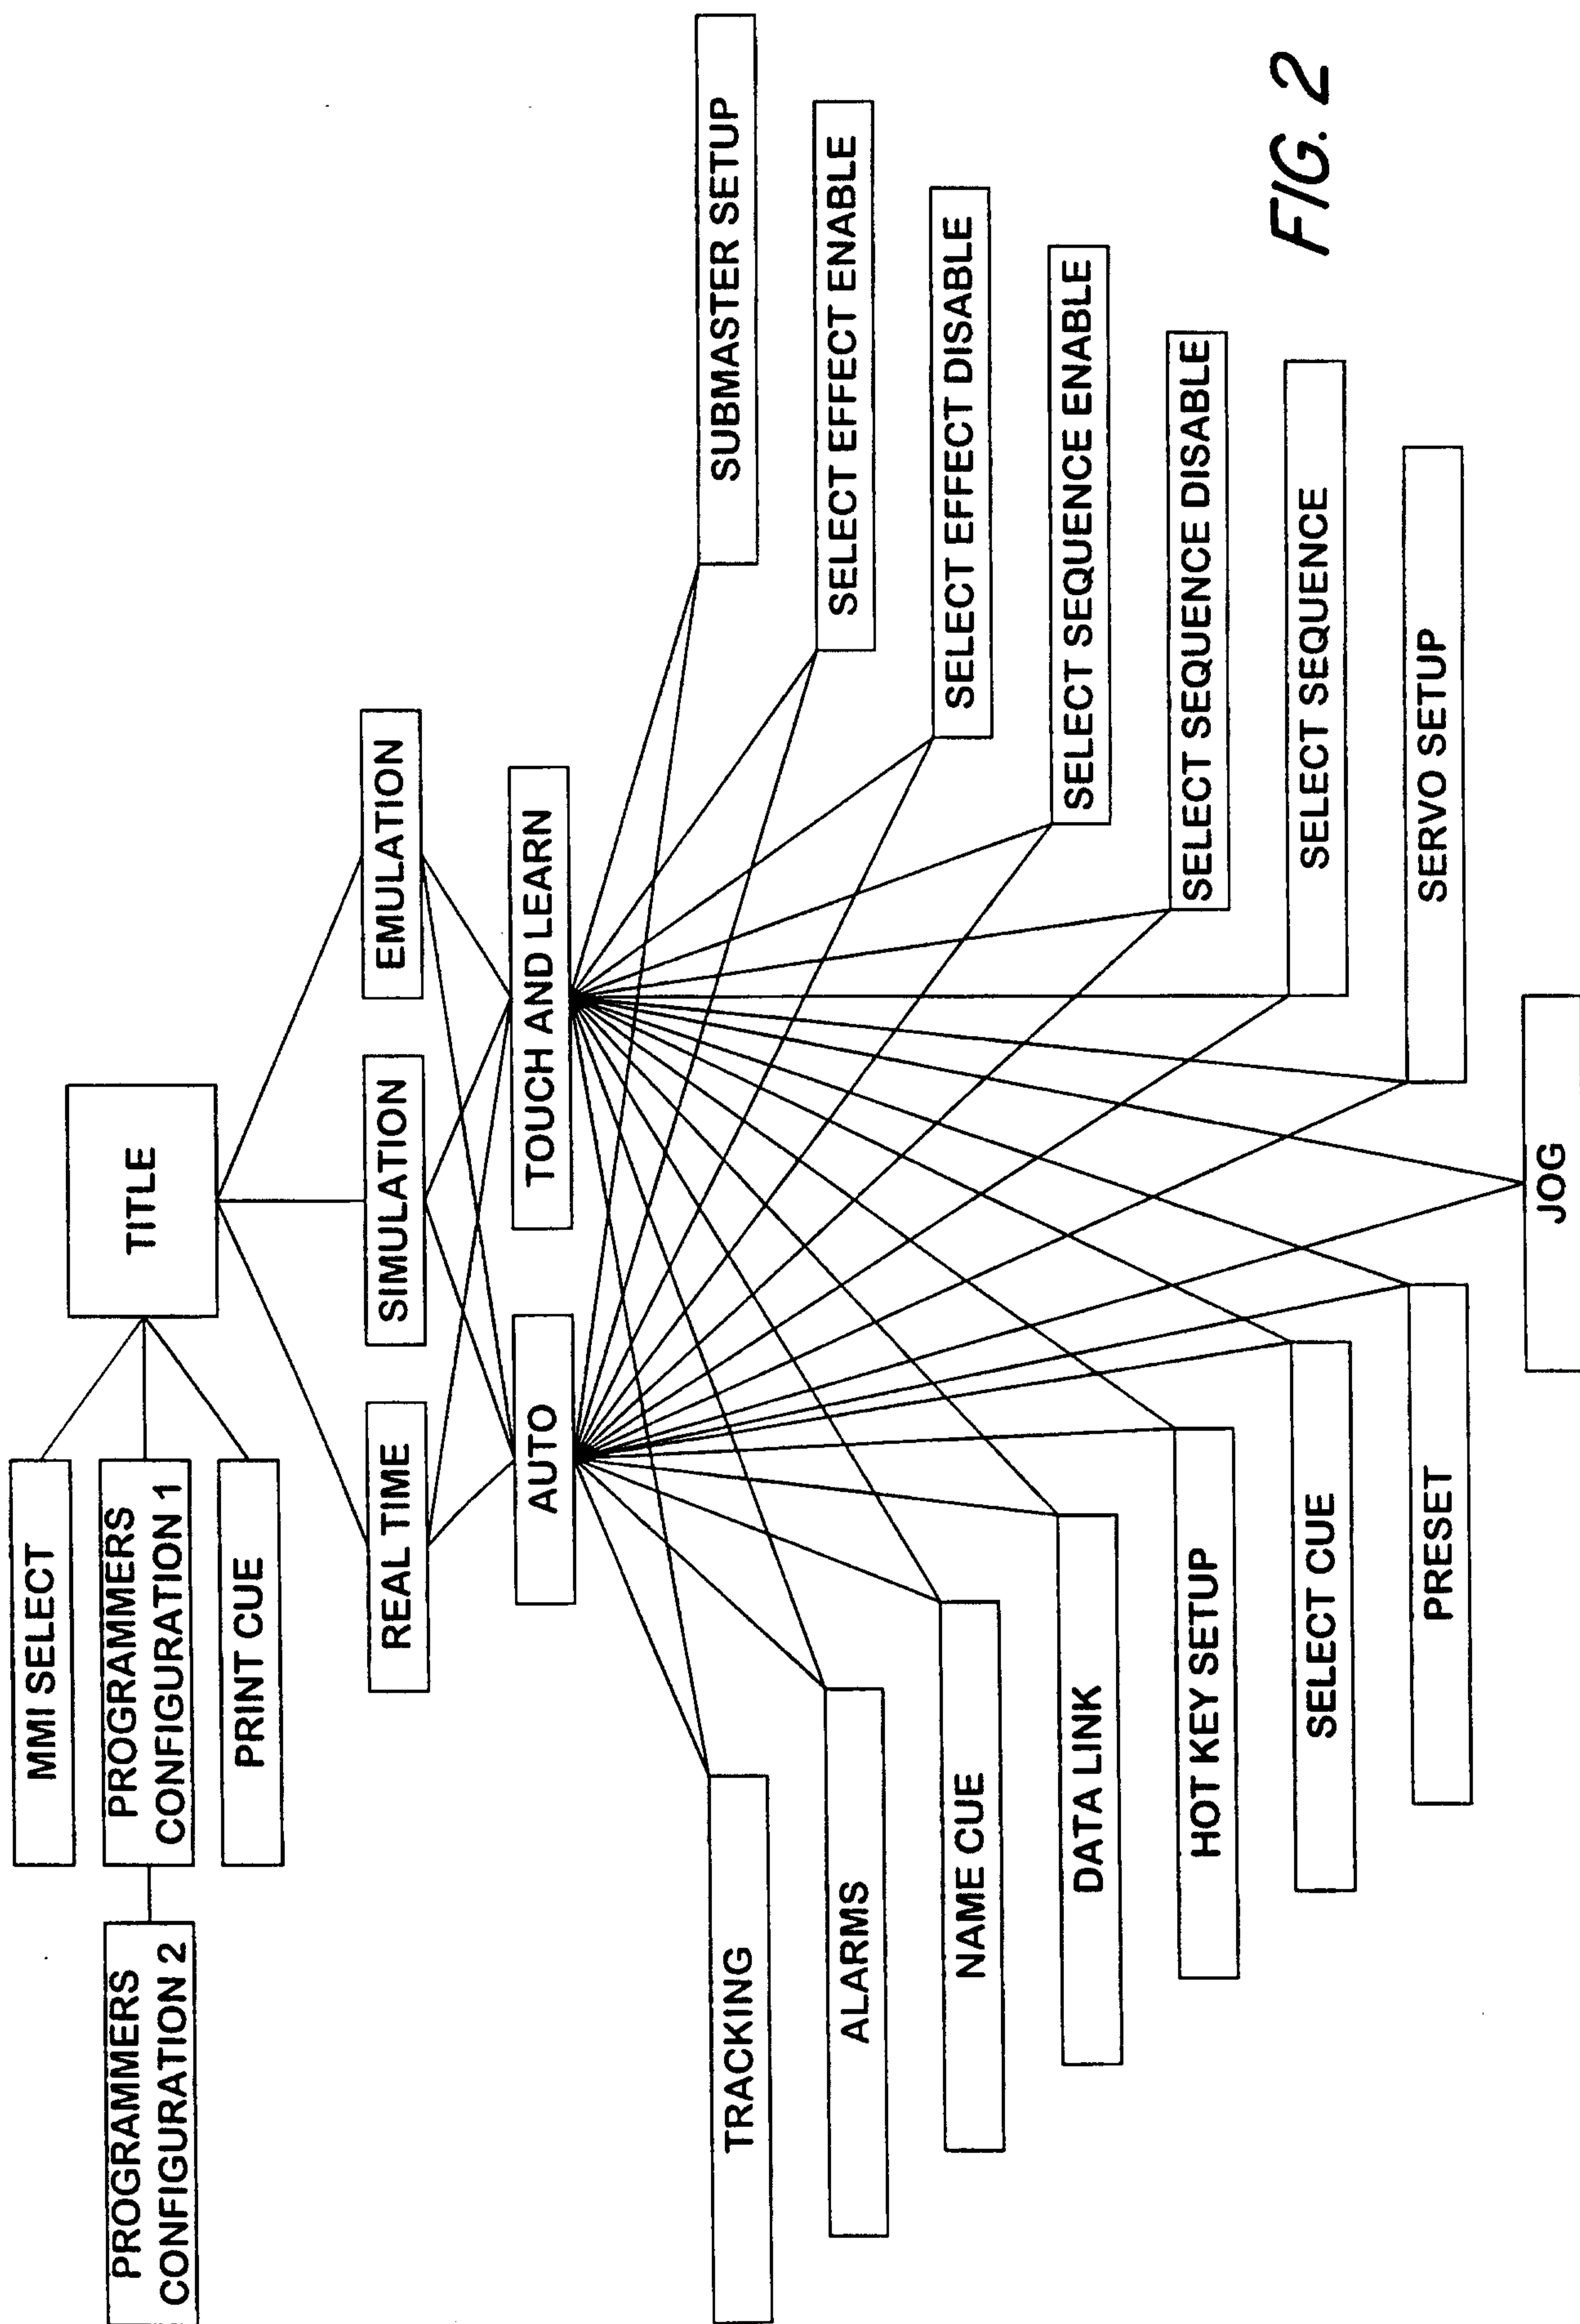 PROGRAMMERS
CONFIGURATION 2
MMI SELECT
PROGRAMMERS
CONFIGURATION 1
PRINT CUE
TITLE
REAL TIME
SIMULATION
EMULATION
AUTO
TOUCH AND LEARN
TRACKING
ALARMS
NAME CUE
DATA LINK
HOT KEY SETUP
SELECT CUE
PRESET
JOG
SUBMASTER SETUP
SELECT EFFECT ENABLE
SELECT EFFECT DISABLE
SELECT SEQUENCE ENABLE
SELECT SEQUENCE DISABLE
SELECT SEQUENCE
SERVO SETUP
FIG. 2